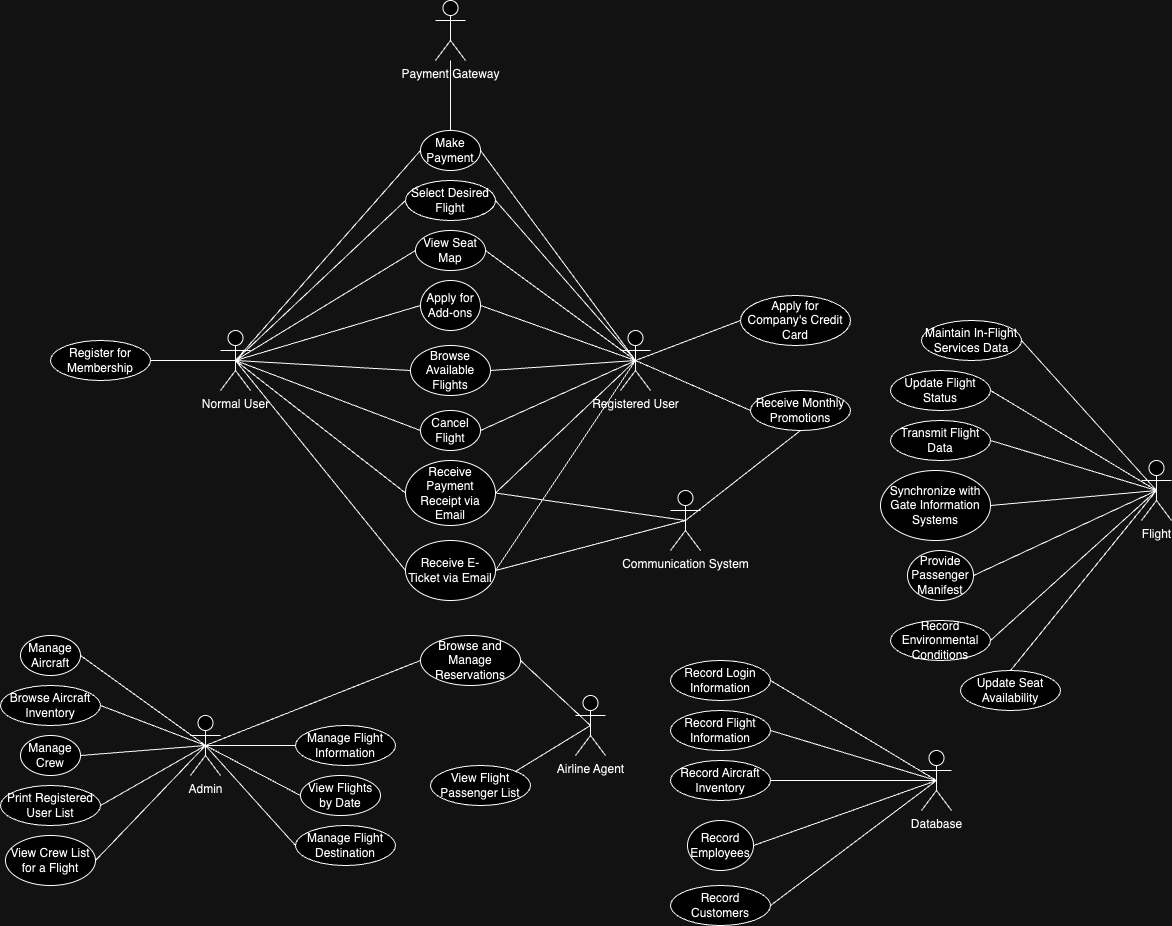 Payment Gateway
Make
Payment
Select Desired
Flight
View Seat
Map
Apply for
Add-ons
Browse
Available
Flights
Cancel
Flight
Receive
Payment
Receipt via
Email
Receive E-
Ticket via Email
Register for
Membership
Normal User
Registered User
Apply for
Company's Credit
Card
Receive Monthly
Promotions
Communication System
Maintain In-Flight
Services Data
Update Flight
Status
Transmit Flight
Data
Synchronize with
Gate Information
Systems
Provide
Passenger
Manifest
Record
Environmental
Conditions
Update Seat
Availability
Flight
Manage
Aircraft
Browse Aircraft
Inventory
Manage
Crew
Print Registered
User List
View Crew List
for a Flight
Admin
Manage Flight
Information
View Flights
by Date
Manage Flight
Destination
Browse and
Manage
Reservations
View Flight
Passenger List
Airline Agent
Record Login
Information
Record Flight
Information
Record Aircraft
Inventory
Record
Employees
Record
Customers
Database